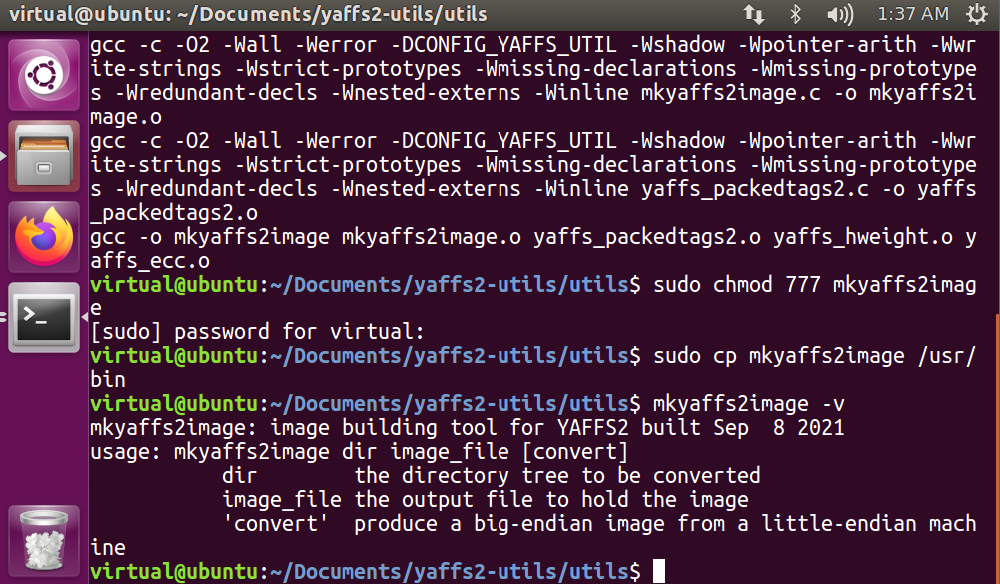 virtual@ubuntu: ~/Documents/yaffs2-utils/utils
1:37 AM
gcc -c -O2 -Wall -Werror -DCONFIG_YAFFS_UTIL -Wshadow -Wpointer-arith -Wwr
ite-strings -Wstrict-prototypes -Wmissing-declarations -Wmissing-prototype
s -Wredundant-decls -Wnested-externs -Winline mkyaffs2image.c -o mkyaffs2i
mage.o
gcc -c -O2 -Wall -Werror -DCONFIG_YAFFS_UTIL -Wshadow -Wpointer-arith -Wwr
ite-strings -Wstrict-prototypes -Wmissing-declarations -Wmissing-prototype
s -Wredundant-decls -Wnested-externs -Winline yaffs_packedtags2.c -o yaffs
_packedtags2.o
gcc -o mkyaffs2image mkyaffs2image.o yaffs_packedtags2.o yaffs_hweight.o y
affs_ecc.o
virtual@ubuntu:~/Documents/yaffs2-utils/utils$ sudo chmod 777 mkyaffs2imag
e
[sudo] password for virtual:
virtual@ubuntu:~/Documents/yaffs2-utils/utils$ sudo cp mkyaffs2image /usr/
bin
virtual@ubuntu:~/Documents/yaffs2-utils/utils$ mkyaffs2image -v
mkyaffs2image: image building tool for YAFFS2 built Sep  8 2021
usage: mkyaffs2image dir image_file [convert]
           dir        the directory tree to be converted
           image_file the output file to hold the image
           'convert'  produce a big-endian image from a little-endian mach
ine
virtual@ubuntu:~/Documents/yaffs2-utils/utils$